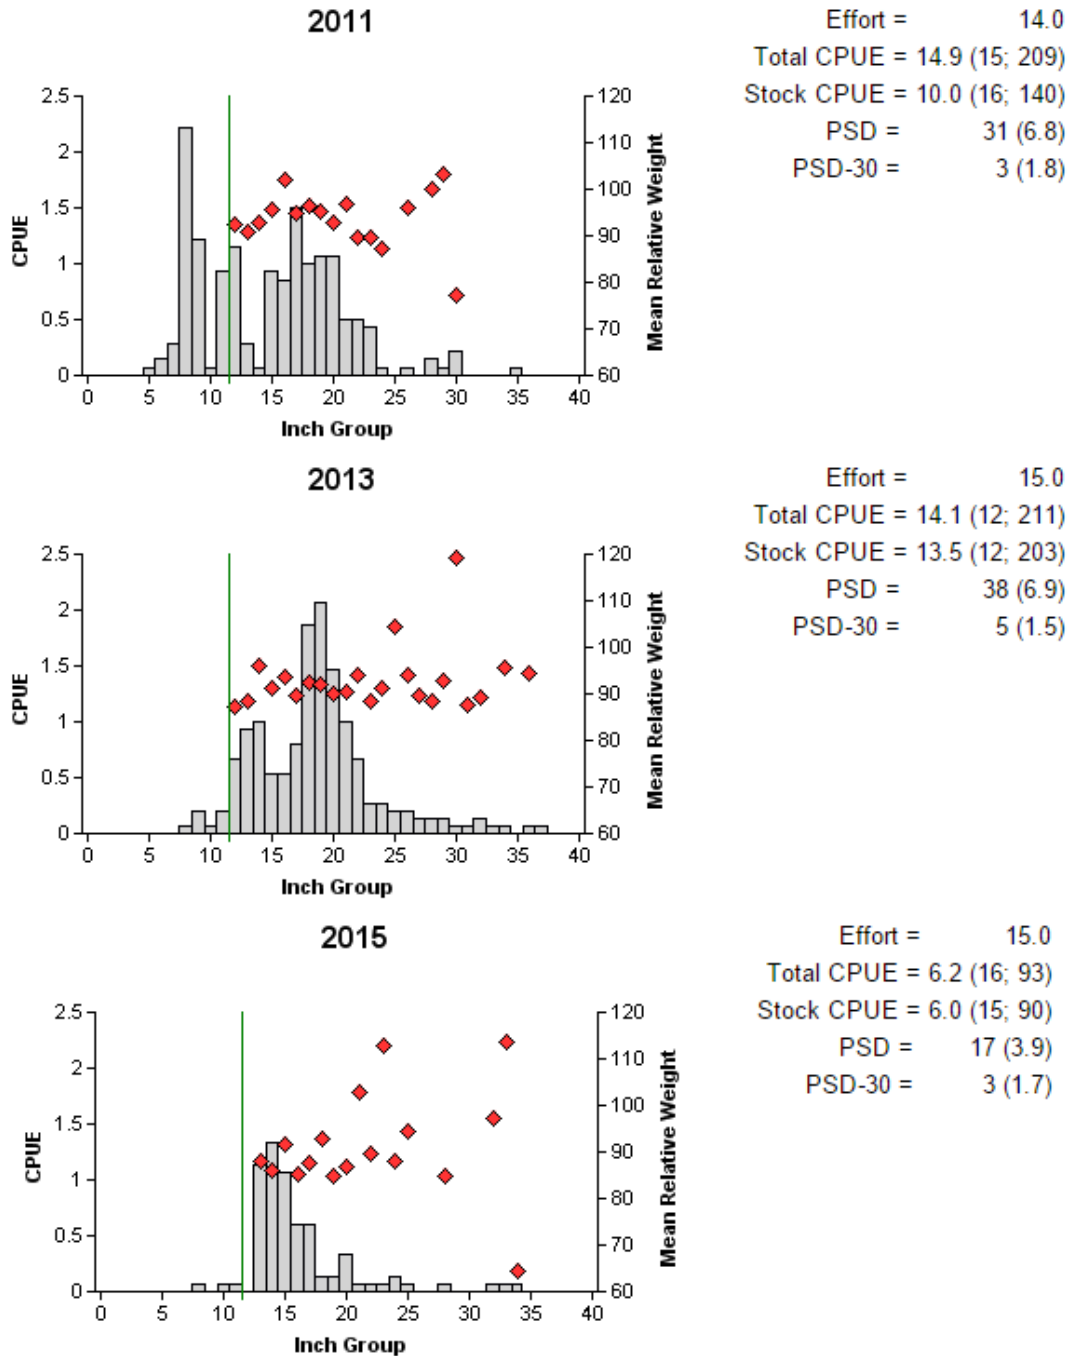 2011
Effort = 14.0
Total CPUE = 14.9 (15; 209)
Stock CPUE = 10.0 (16; 140)
PSD = 31 (6.8)
PSD-30 = 3 (1.8)
2.5
2
1.5
1
0.5
0
CPUE
120
110
100
90
80
70
60
Mean Relative Weight
0 5 10 15 20 25 30 35 40
Inch Group
2013
Effort = 15.0
Total CPUE = 14.1 (12; 211)
Stock CPUE = 13.5 (12; 203)
PSD = 38 (6.9)
PSD-30 = 5 (1.5)
2.5
2
1.5
1
0.5
0
CPUE
120
110
100
90
80
70
60
Mean Relative Weight
0 5 10 15 20 25 30 35 40
Inch Group
2015
Effort = 15.0
Total CPUE = 6.2 (16; 93)
Stock CPUE = 6.0 (15; 90)
PSD = 17 (3.9)
PSD-30 = 3 (1.7)
2.5
2
1.5
1
0.5
0
CPUE
120
110
100
90
80
70
60
Mean Relative Weight
0 5 10 15 20 25 30 35 40
Inch Group